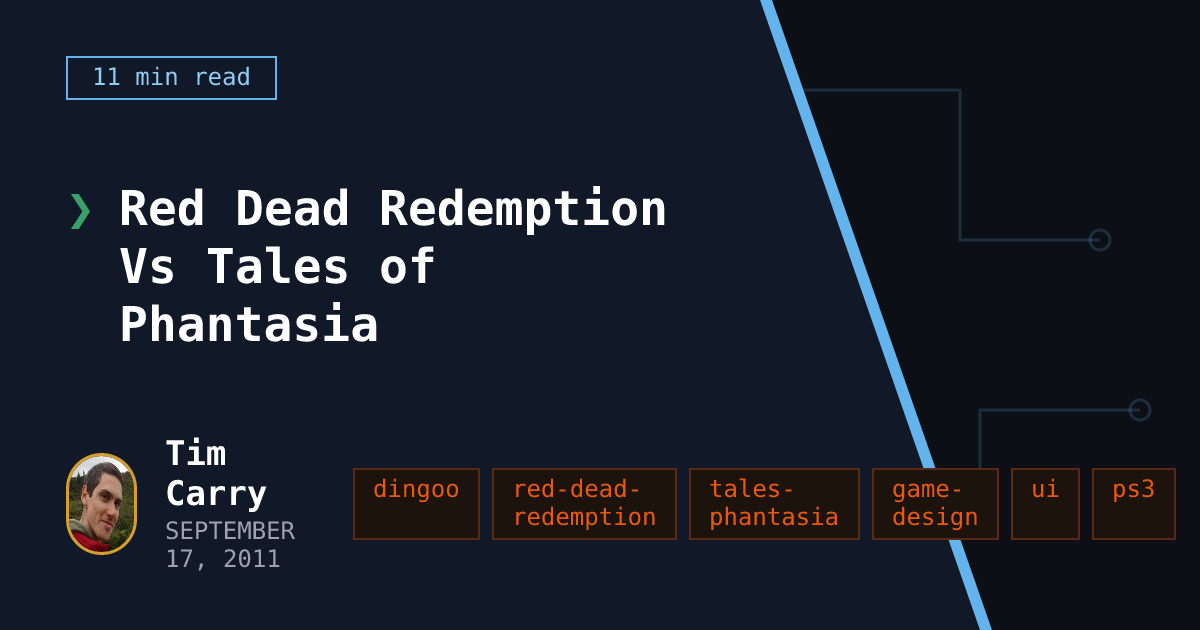 11 min read
❯ Red Dead Redemption
Vs Tales of
Phantasia
Tim
Carry
SEPTEMBER
17, 2011
dingoo
red-dead-
redemption
tales-
phantasia
game-
design
ui
ps3